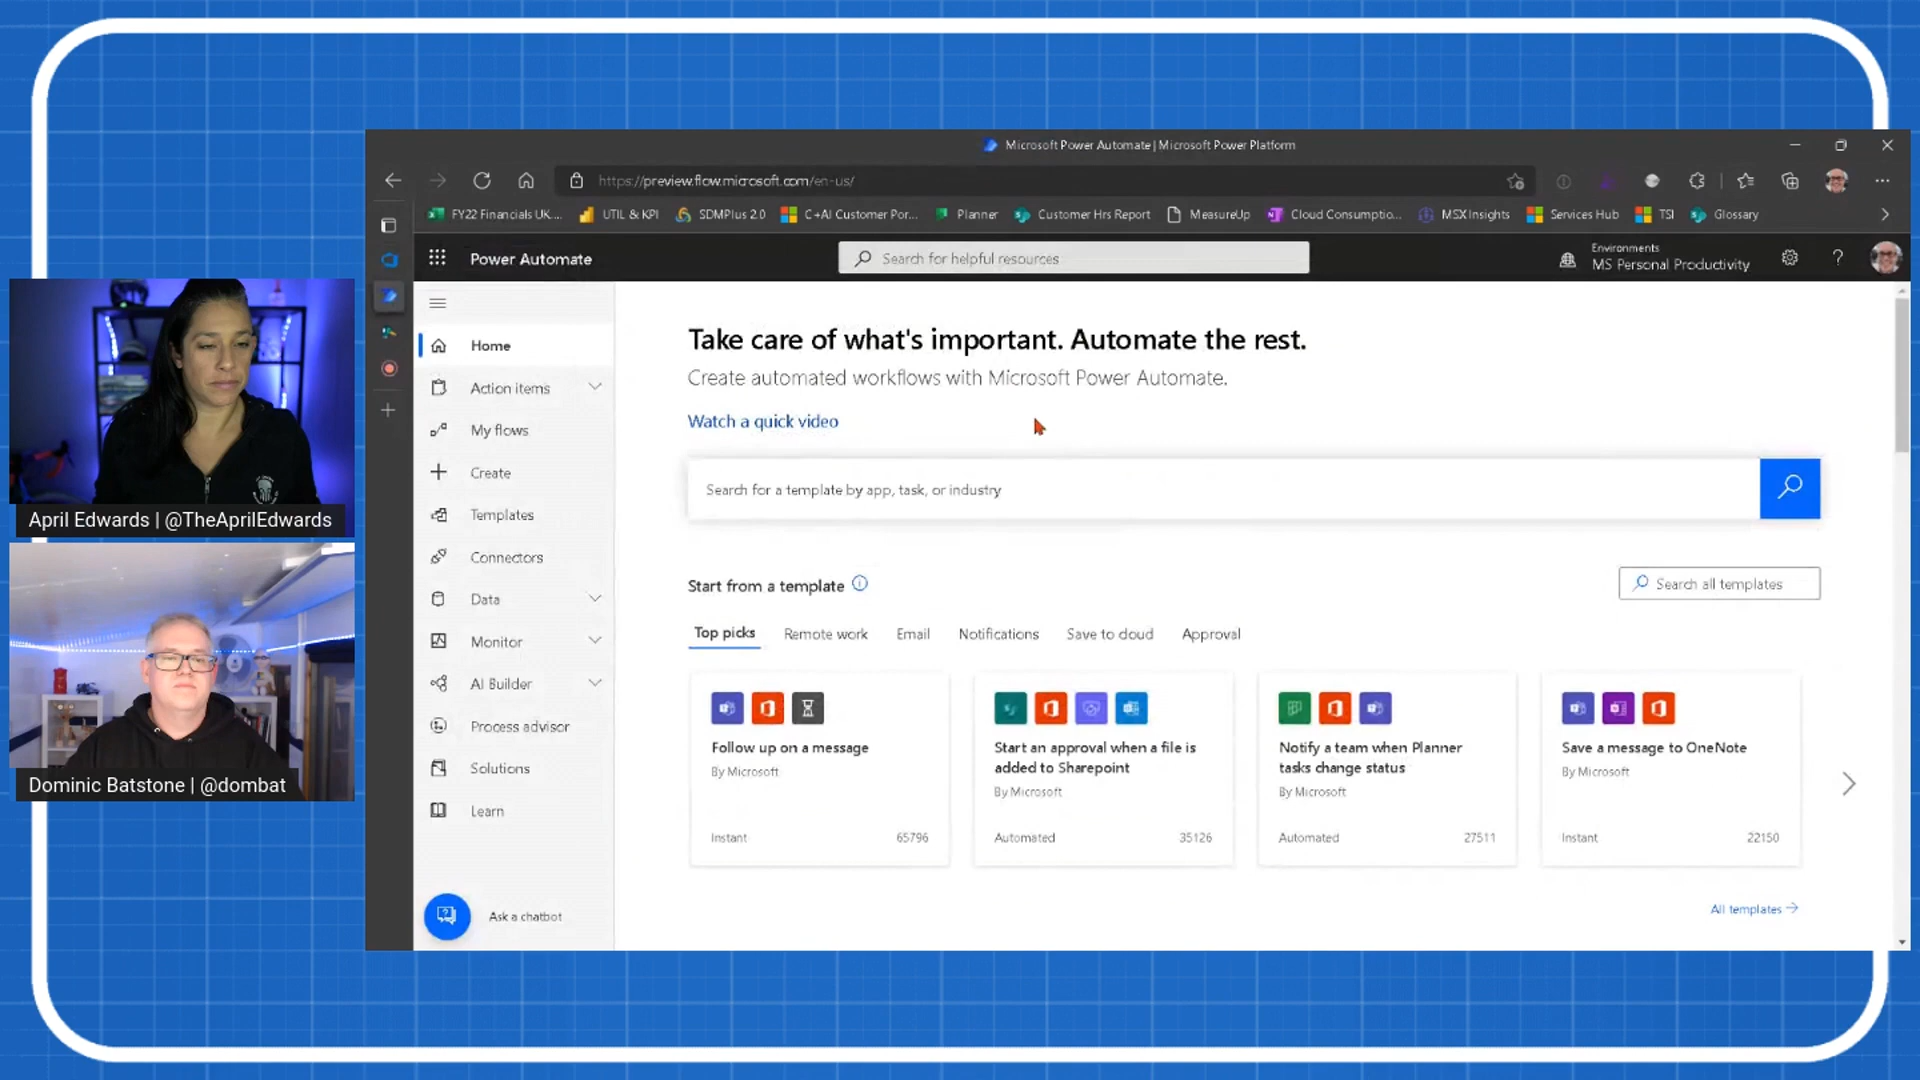 Microsoft Power Automate | Microsoft Power Platform
https://preview.flow.microsoft.com/en-us/
FY22 Financials UK....
UTIL & KPI
SDMPlus 2.0
C+AI Customer Por...
Planner
Customer Hrs Report
MeasureUp
Cloud Consumptio...
MSX Insights
Services Hub
TSI
Glossary
Power Automate
Search for helpful resources
Environments
MS Personal Productivity
Home
Action items
My flows
Create
Templates
Connectors
Data
Monitor
AI Builder
Process advisor
Solutions
Learn
Ask a chatbot
Take care of what's important. Automate the rest.
Create automated workflows with Microsoft Power Automate.
Watch a quick video
Search for a template by app, task, or industry
Start from a template
Search all templates
Top picks
Remote work
Email
Notifications
Save to cloud
Approval
Follow up on a message
By Microsoft
Instant
65796
Start an approval when a file is
added to Sharepoint
By Microsoft
Automated
35126
Notify a team when Planner
tasks change status
By Microsoft
Automated
27511
Save a message to OneNote
By Microsoft
Instant
22150
All templates
April Edwards | @TheAprilEdwards
Dominic Batstone | @dombat